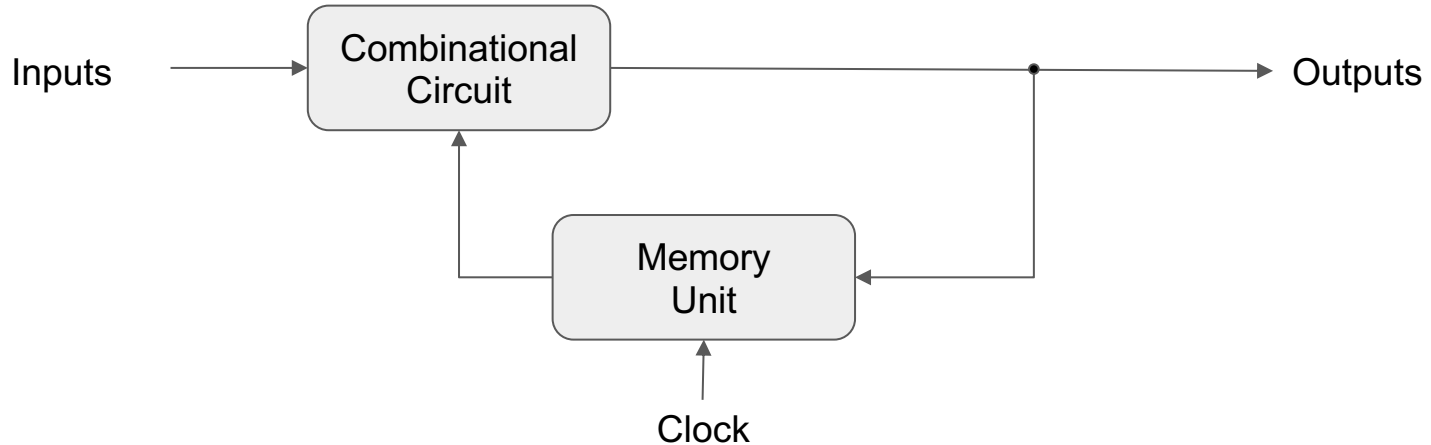 Inputs
Combinational
Circuit
Outputs
Memory
Unit
Clock